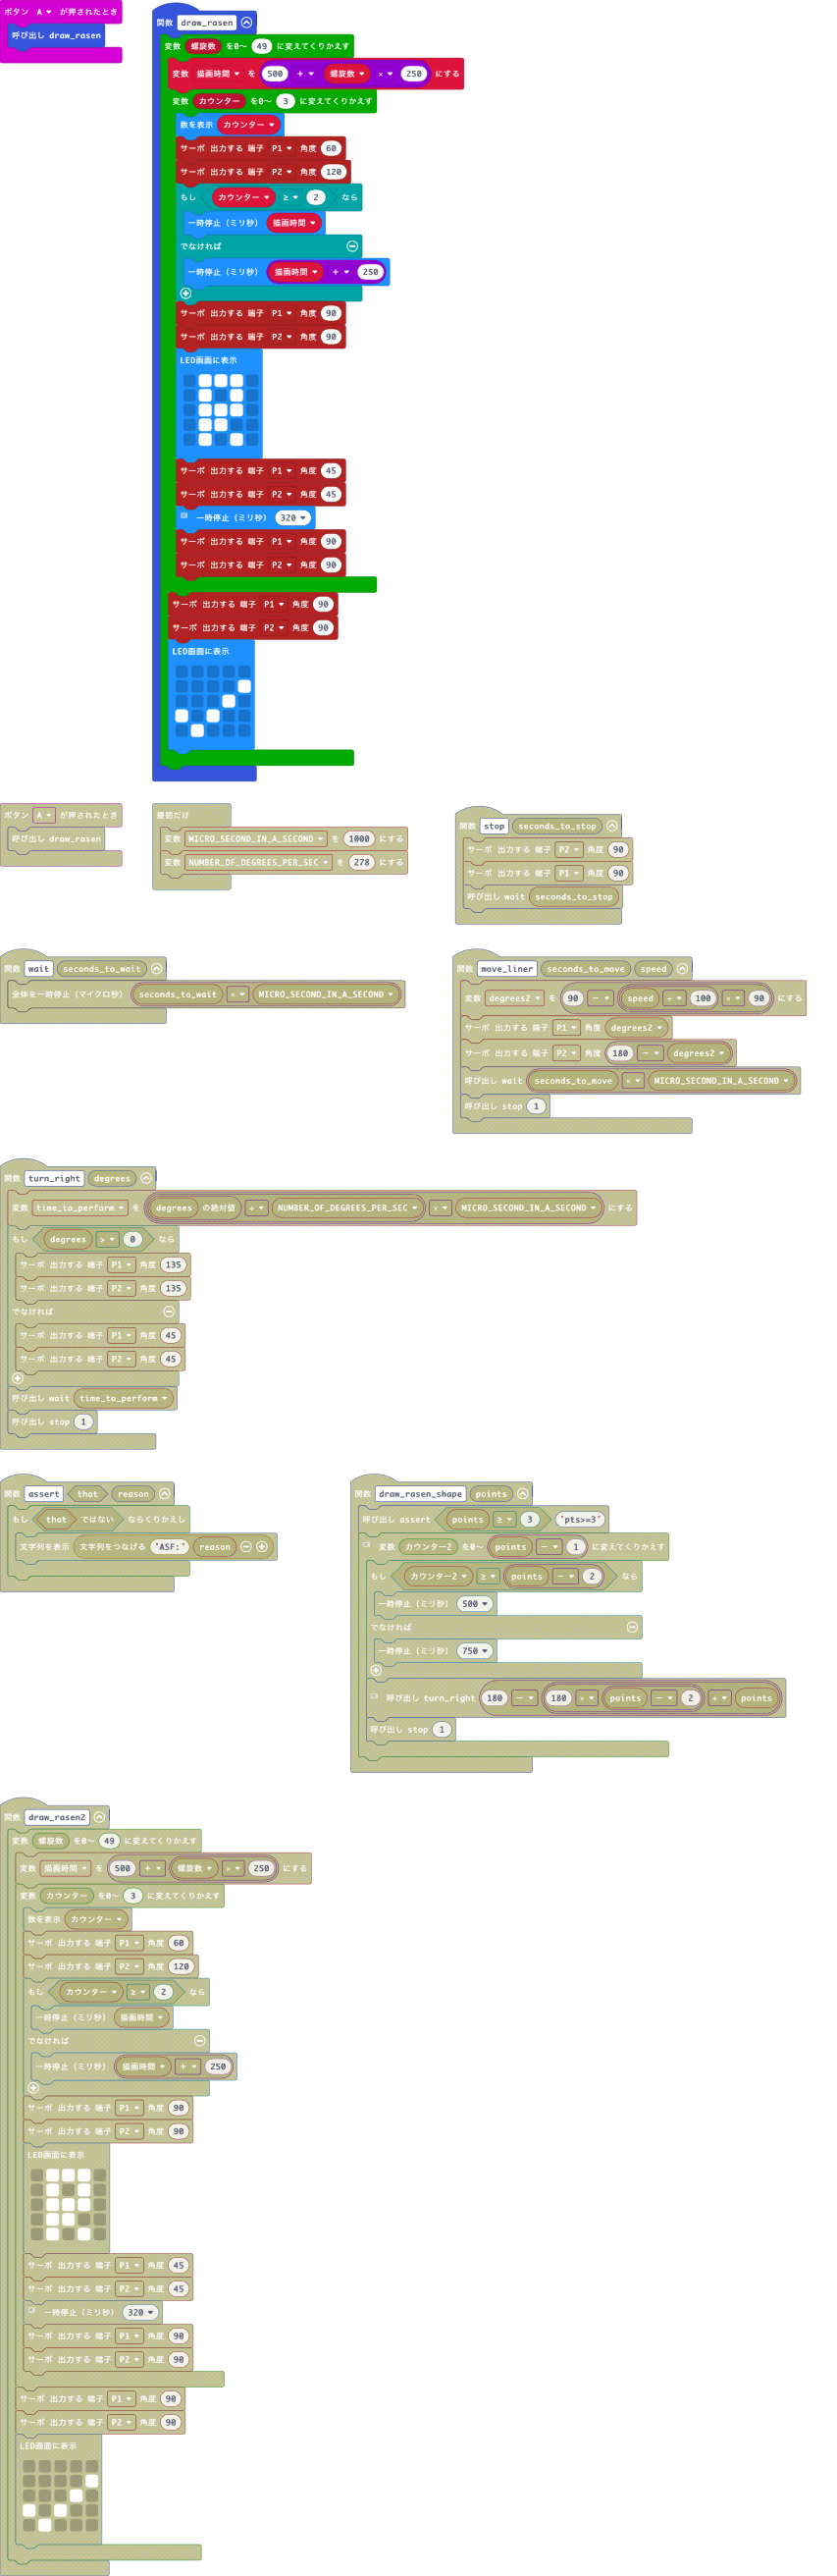 ボタン A が押されたとき
呼び出し draw_rasen
関数 draw_rasen
変数 螺旋数 を0～ 49 に変えてくりかえす
変数 描画時間 を 500 + 螺旋数 × 250 にする
変数 カウンター を0～ 3 に変えてくりかえす
数を表示 カウンター
サーボ 出力する 端子 P1 角度 60
サーボ 出力する 端子 P2 角度 120
もし カウンター ≥ 2 なら
一時停止（ミリ秒） 描画時間
でなければ
一時停止（ミリ秒） 描画時間 + 250
サーボ 出力する 端子 P1 角度 90
サーボ 出力する 端子 P2 角度 90
LED画面に表示
サーボ 出力する 端子 P1 角度 45
サーボ 出力する 端子 P2 角度 45
一時停止（ミリ秒） 320
サーボ 出力する 端子 P1 角度 90
サーボ 出力する 端子 P2 角度 90
サーボ 出力する 端子 P1 角度 90
サーボ 出力する 端子 P2 角度 90
LED画面に表示
ボタン A が押されたとき
呼び出し draw_rasen
最初だけ
変数 MICRO_SECOND_IN_A_SECOND を 1000 にする
変数 NUMBER_OF_DEGREES_PER_SEC を 278 にする
関数 stop seconds_to_stop
サーボ 出力する 端子 P2 角度 90
サーボ 出力する 端子 P1 角度 90
呼び出し wait seconds_to_stop
関数 wait seconds_to_wait
全体を一時停止（マイクロ秒） seconds_to_wait × MICRO_SECOND_IN_A_SECOND
関数 move_liner seconds_to_move speed
変数 degrees2 を 90 - speed ÷ 100 × 90 にする
サーボ 出力する 端子 P1 角度 degrees2
サーボ 出力する 端子 P2 角度 180 - degrees2
呼び出し wait seconds_to_move × MICRO_SECOND_IN_A_SECOND
呼び出し stop 1
関数 turn_right degrees
変数 time_to_perform を degrees の絶対値 ÷ NUMBER_OF_DEGREES_PER_SEC × MICRO_SECOND_IN_A_SECOND にする
もし degrees > 0 なら
サーボ 出力する 端子 P1 角度 135
サーボ 出力する 端子 P2 角度 135
でなければ
サーボ 出力する 端子 P1 角度 45
サーボ 出力する 端子 P2 角度 45
呼び出し wait time_to_perform
呼び出し stop 1
関数 assert that reason
もし that ではない ならくりかえし
文字列を表示 文字列をつなげる "ASF:" reason
関数 draw_rasen_shape points
呼び出し assert points ≥ 3 "pts>=3"
変数 カウンター2 を0～ points - 1 に変えてくりかえす
もし カウンター2 ≥ points - 2 なら
一時停止（ミリ秒） 500
でなければ
一時停止（ミリ秒） 750
呼び出し turn_right 180 - 180 × points - 2 ÷ points
呼び出し stop 1
関数 draw_rasen2
変数 螺旋数 を0～ 49 に変えてくりかえす
変数 描画時間 を 500 + 螺旋数 × 250 にする
変数 カウンター を0～ 3 に変えてくりかえす
数を表示 カウンター
サーボ 出力する 端子 P1 角度 60
サーボ 出力する 端子 P2 角度 120
もし カウンター ≥ 2 なら
一時停止（ミリ秒） 描画時間
でなければ
一時停止（ミリ秒） 描画時間 + 250
サーボ 出力する 端子 P1 角度 90
サーボ 出力する 端子 P2 角度 90
LED画面に表示
サーボ 出力する 端子 P1 角度 45
サーボ 出力する 端子 P2 角度 45
一時停止（ミリ秒） 320
サーボ 出力する 端子 P1 角度 90
サーボ 出力する 端子 P2 角度 90
サーボ 出力する 端子 P1 角度 90
サーボ 出力する 端子 P2 角度 90
LED画面に表示